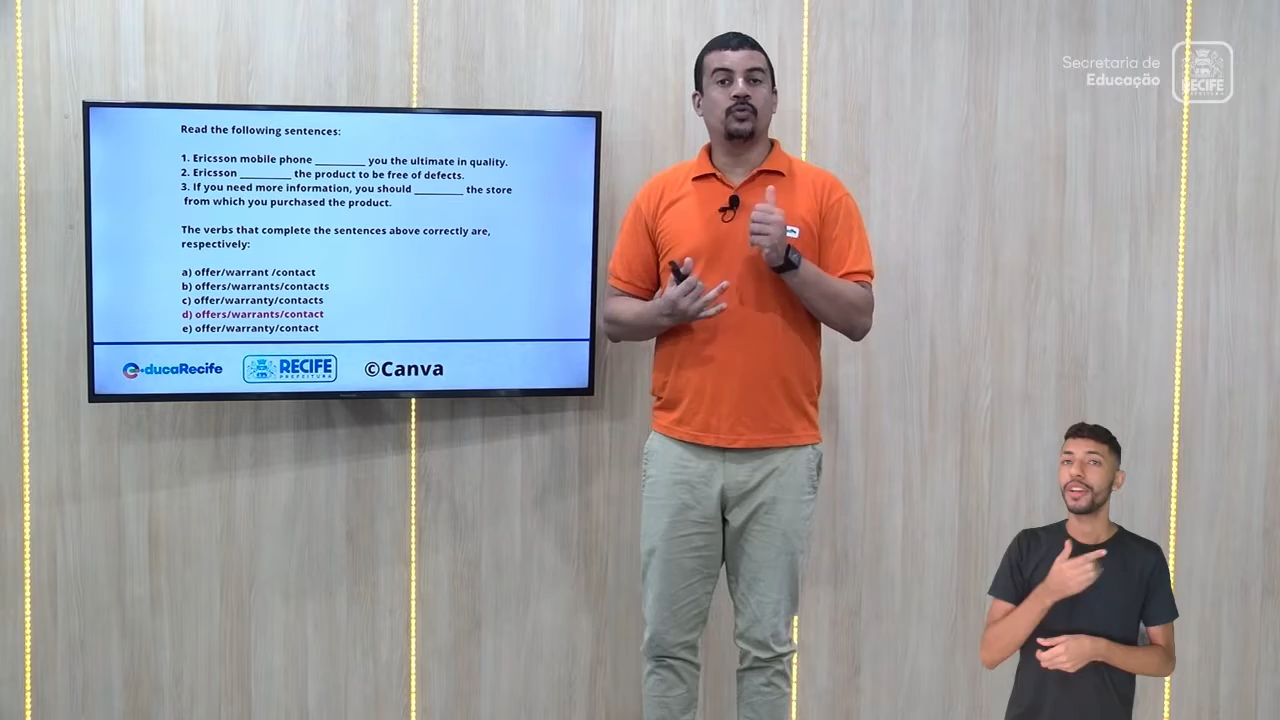 Secretaria de
Educação
RECIFE
PREFEITURA
Read the following sentences:
1. Ericsson mobile phone __________ you the ultimate in quality.
2. Ericsson __________ the product to be free of defects.
3. If you need more information, you should __________ the store
from which you purchased the product.
The verbs that complete the sentences above correctly are,
respectively:
a) offer/warrant /contact
b) offers/warrants/contacts
c) offer/warranty/contacts
d) offers/warrants/contact
e) offer/warranty/contact
e-ducaRecife
RECIFE
PREFEITURA
©Canva